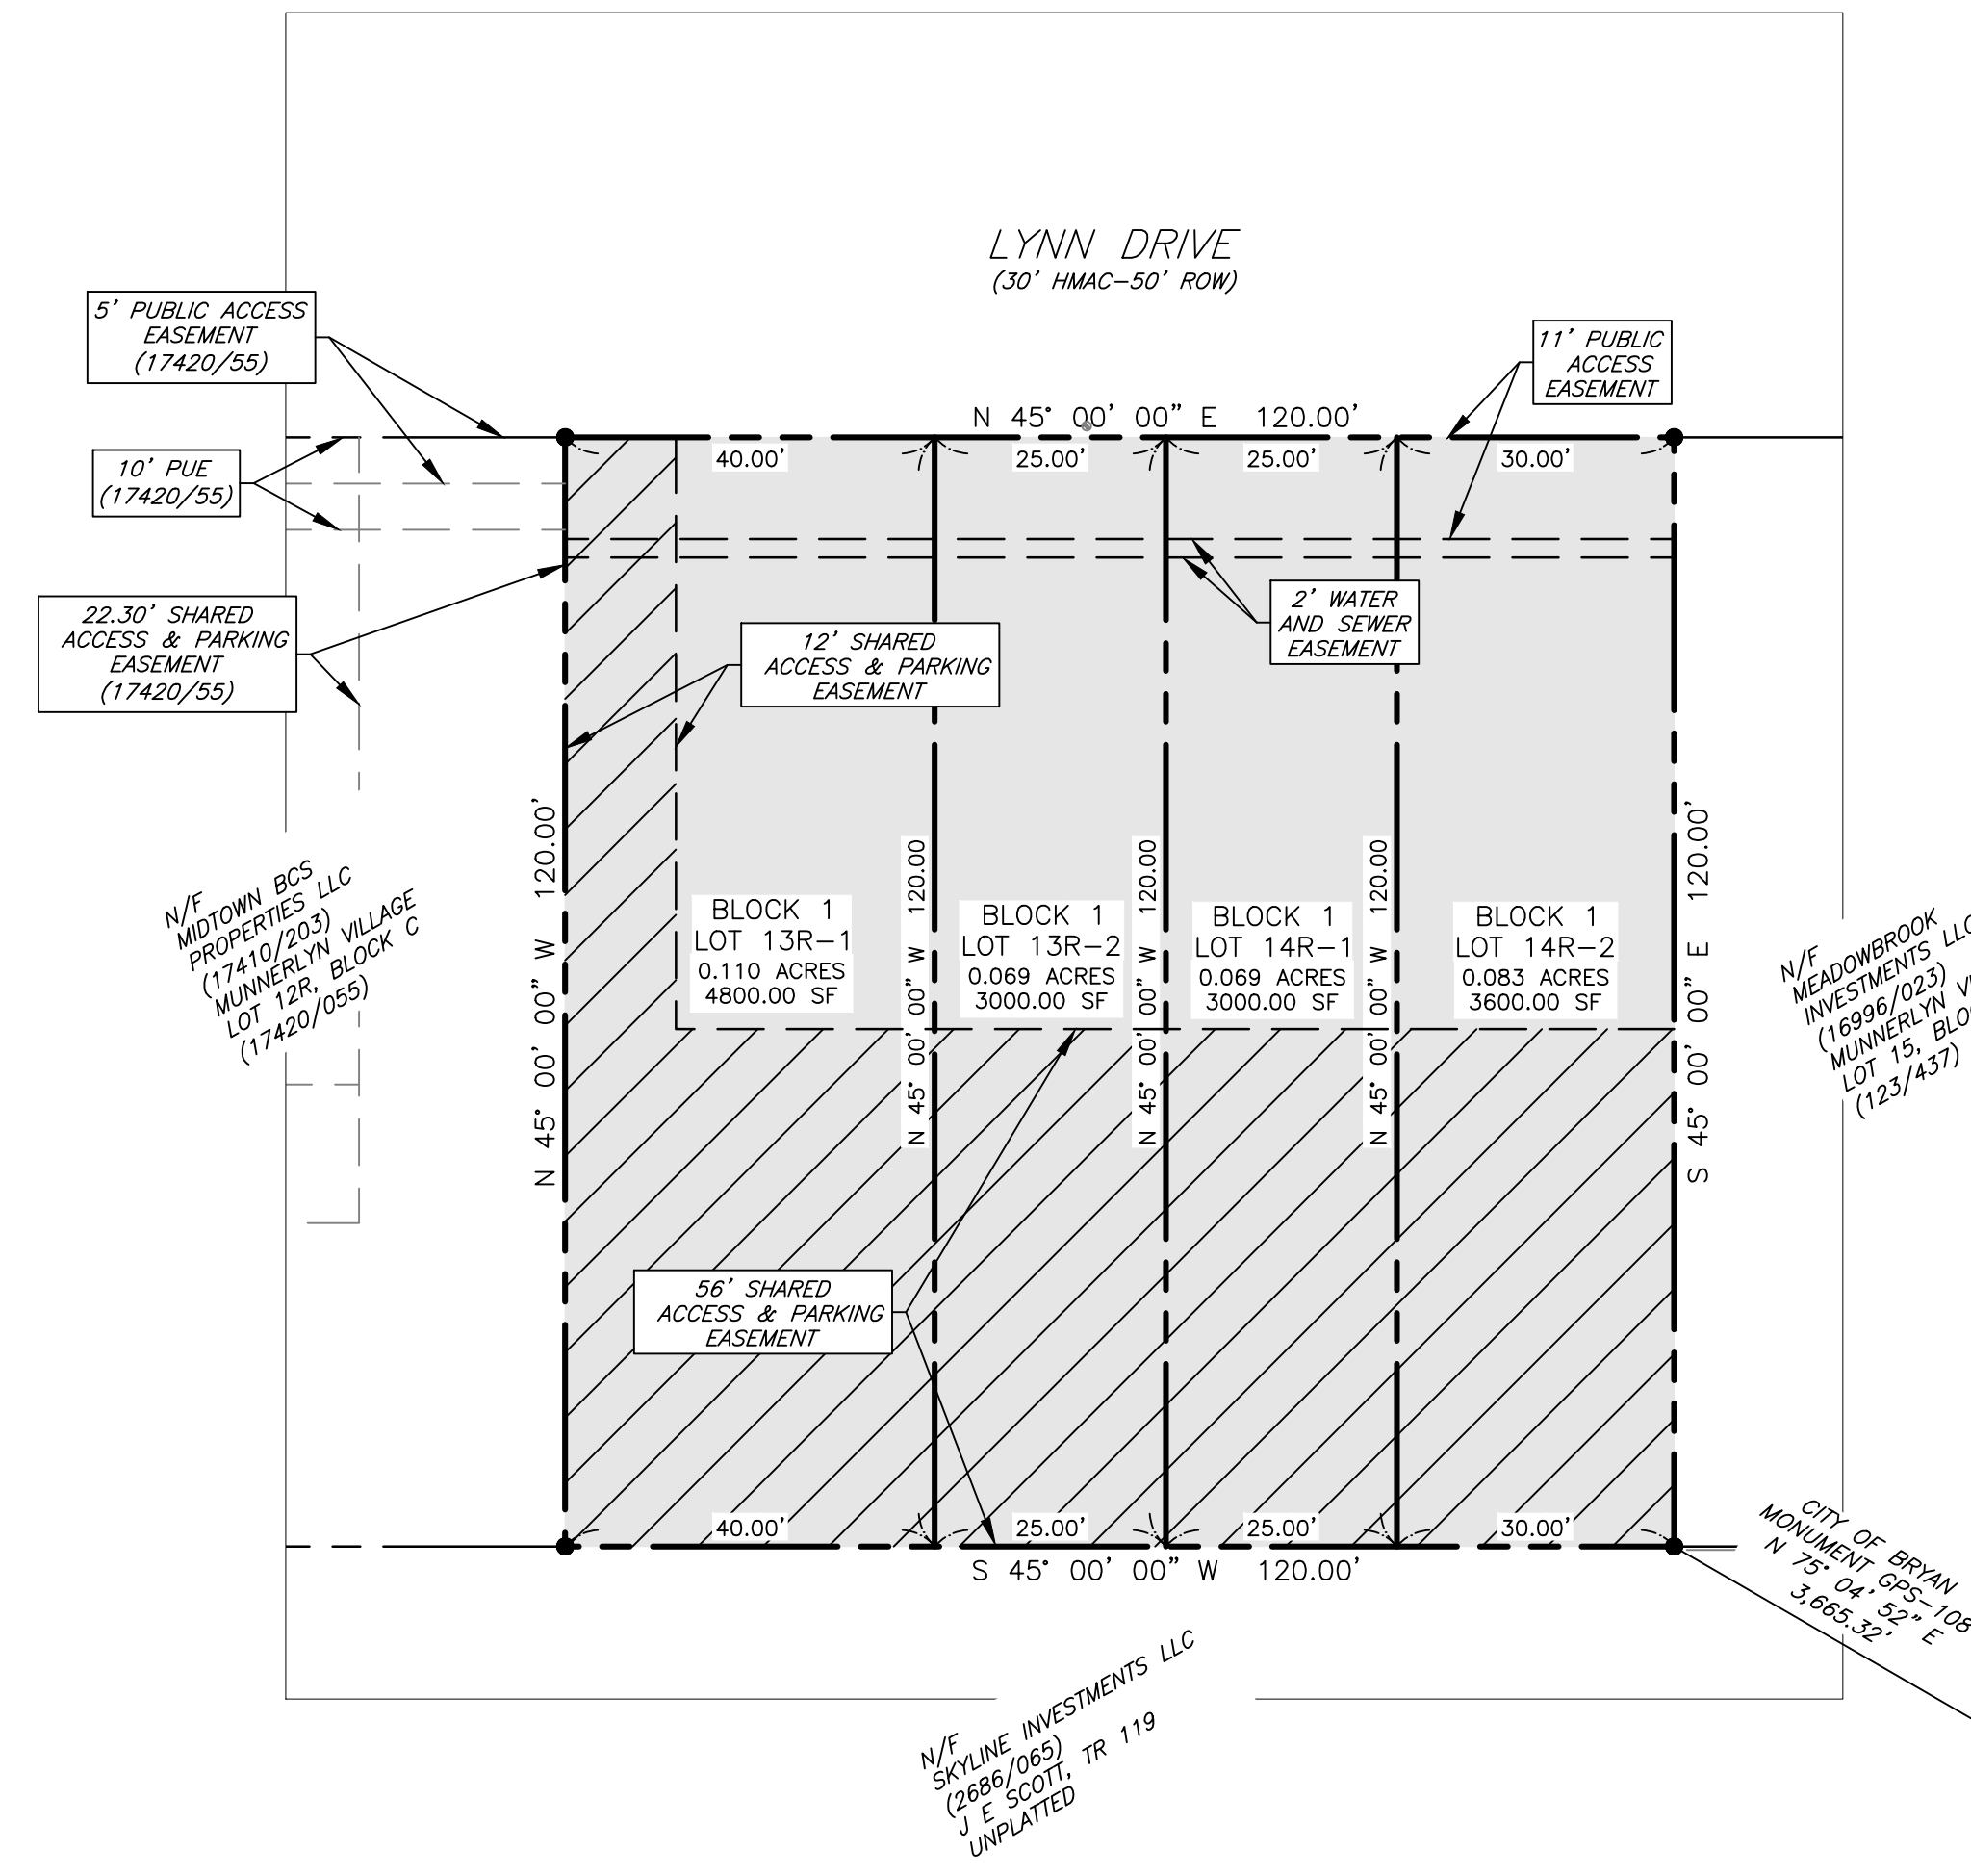 LYNN DRIVE
(30' HMAC-50' ROW)
5' PUBLIC ACCESS
EASEMENT
(17420/55)
11' PUBLIC
ACCESS
EASEMENT
N 45° 00' 00" E 120.00'
10' PUE
(17420/55)
40.00'
25.00'
25.00'
30.00'
22.30' SHARED
ACCESS & PARKING
EASEMENT
(17420/55)
12' SHARED
ACCESS & PARKING
EASEMENT
2' WATER
AND SEWER
EASEMENT
N/F
MIDTOWN BCS
PROPERTIES LLC
(17410/203)
MUNNERLYN VILLAGE
LOT 12R, BLOCK C
(17420/055)
N 45° 00' 00" W 120.00'
BLOCK 1
LOT 13R-1
0.110 ACRES
4800.00 SF
N 45° 00' 00" W 120.00
BLOCK 1
LOT 13R-2
0.069 ACRES
3000.00 SF
N 45° 00' 00" W 120.00
BLOCK 1
LOT 14R-1
0.069 ACRES
3000.00 SF
N 45° 00' 00" W 120.00
BLOCK 1
LOT 14R-2
0.083 ACRES
3600.00 SF
S 45° 00' 00" E 120.00'
N/F
MEADOWBROOK
INVESTMENTS LLC
(16996/023)
MUNNERLYN
LOT 15,
(123/437)
56' SHARED
ACCESS & PARKING
EASEMENT
40.00'
25.00'
25.00'
30.00'
S 45° 00' 00" W 120.00'
CITY OF BRYAN
MONUMENT GPS-108
N 75° 04' 52" E
3,665.32'
N/F
SKYLINE INVESTMENTS LLC
(2686/065)
J E SCOTT, TR 119
UNPLATTED